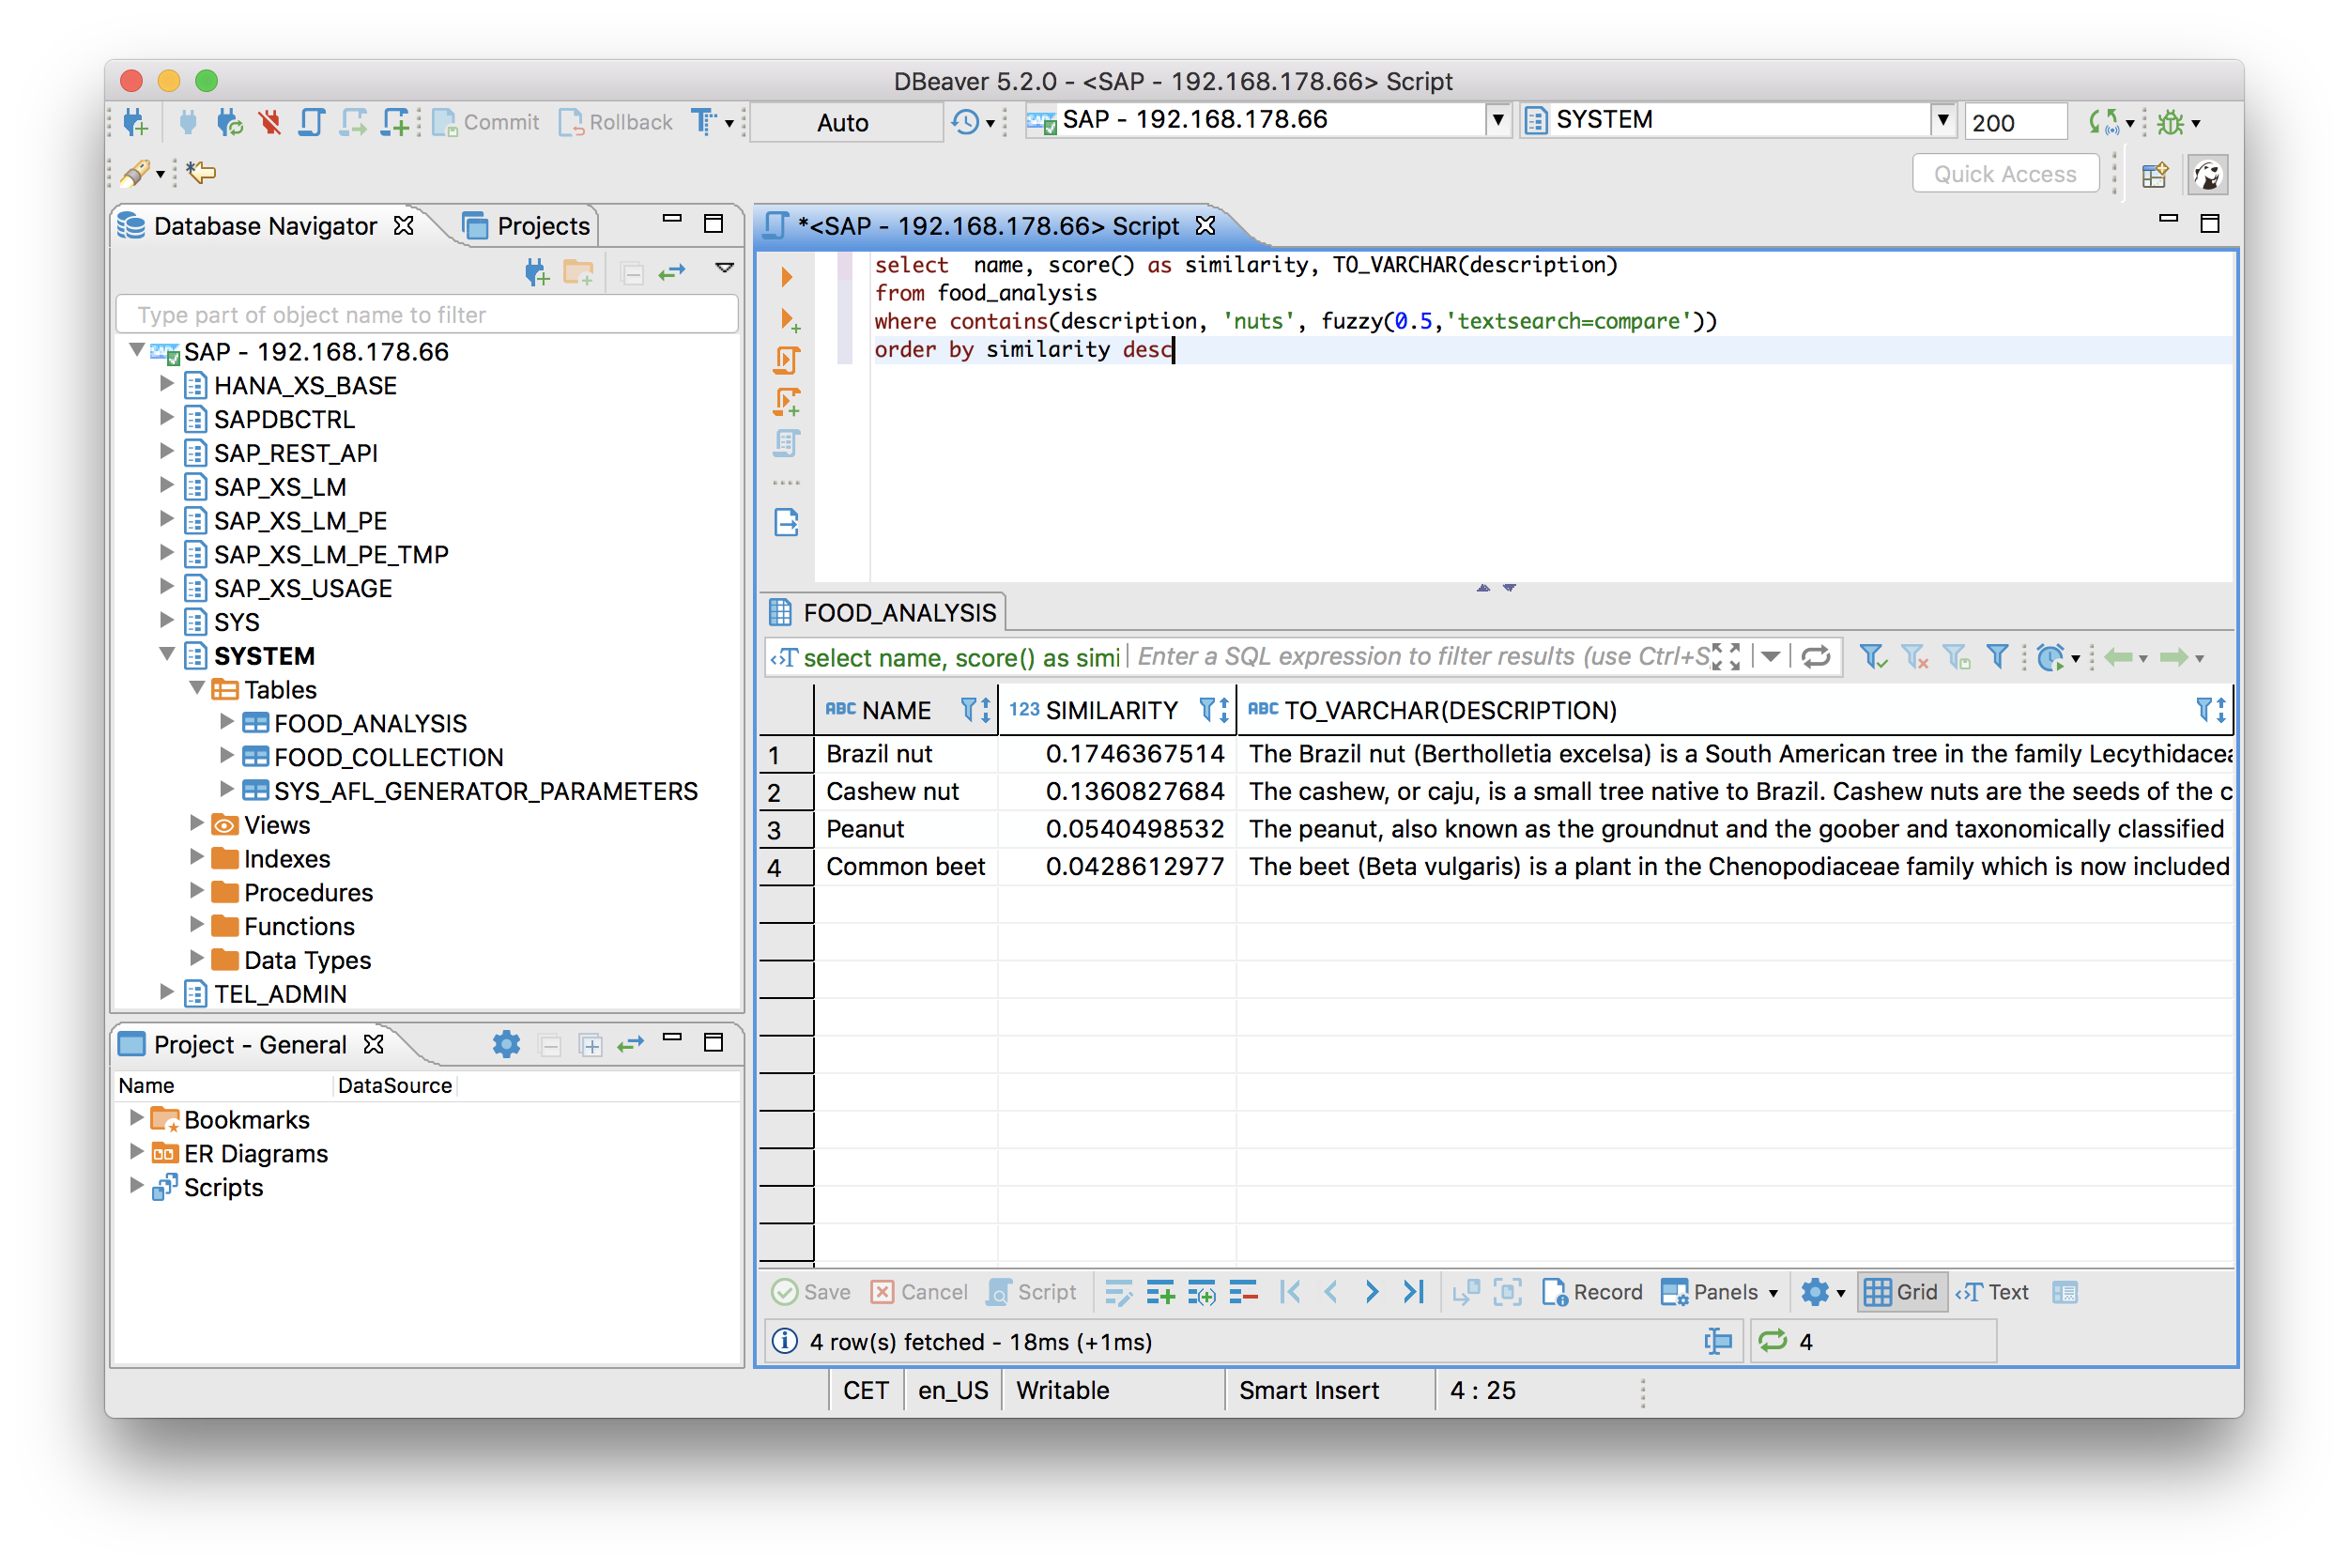 DBeaver 5.2.0 - <SAP - 192.168.178.66> Script
Commit Rollback Auto SAP - 192.168.178.66 SYSTEM 200
Quick Access
Database Navigator Projects
Type part of object name to filter
SAP - 192.168.178.66
HANA_XS_BASE
SAPDBCTRL
SAP_REST_API
SAP_XS_LM
SAP_XS_LM_PE
SAP_XS_LM_PE_TMP
SAP_XS_USAGE
SYS
SYSTEM
Tables
FOOD_ANALYSIS
FOOD_COLLECTION
SYS_AFL_GENERATOR_PARAMETERS
Views
Indexes
Procedures
Functions
Data Types
TEL_ADMIN
Project - General
Name DataSource
Bookmarks
ER Diagrams
Scripts
*<SAP - 192.168.178.66> Script
select  name, score() as similarity, TO_VARCHAR(description)
from food_analysis
where contains(description, 'nuts', fuzzy(0.5,'textsearch=compare'))
order by similarity desc
FOOD_ANALYSIS
select name, score() as simi Enter a SQL expression to filter results (use Ctrl+S
ABC NAME 123 SIMILARITY ABC TO_VARCHAR(DESCRIPTION)
1 Brazil nut 0.1746367514 The Brazil nut (Bertholletia excelsa) is a South American tree in the family Lecythidacea
2 Cashew nut 0.1360827684 The cashew, or caju, is a small tree native to Brazil. Cashew nuts are the seeds of the c
3 Peanut 0.0540498532 The peanut, also known as the groundnut and the goober and taxonomically classified
4 Common beet 0.0428612977 The beet (Beta vulgaris) is a plant in the Chenopodiaceae family which is now included
Save Cancel Script Record Panels Grid Text
4 row(s) fetched - 18ms (+1ms) 4
CET en_US Writable Smart Insert 4 : 25